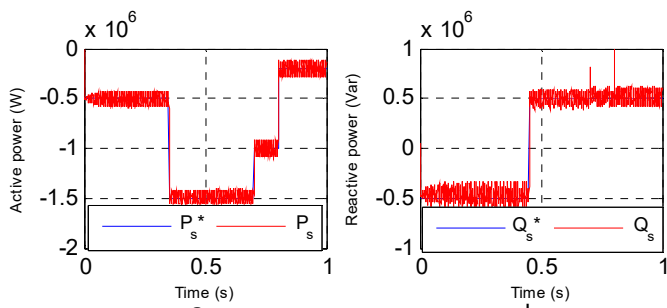 x 10^6
0
-0.5
-1
-1.5
-2
Active power (W)
P_s* P_s
0 0.5 1
Time (s)
x 10^6
1
0.5
0
-0.5
-1
Reactive power (Var)
Q_s* Q_s
0 0.5 1
Time (s)